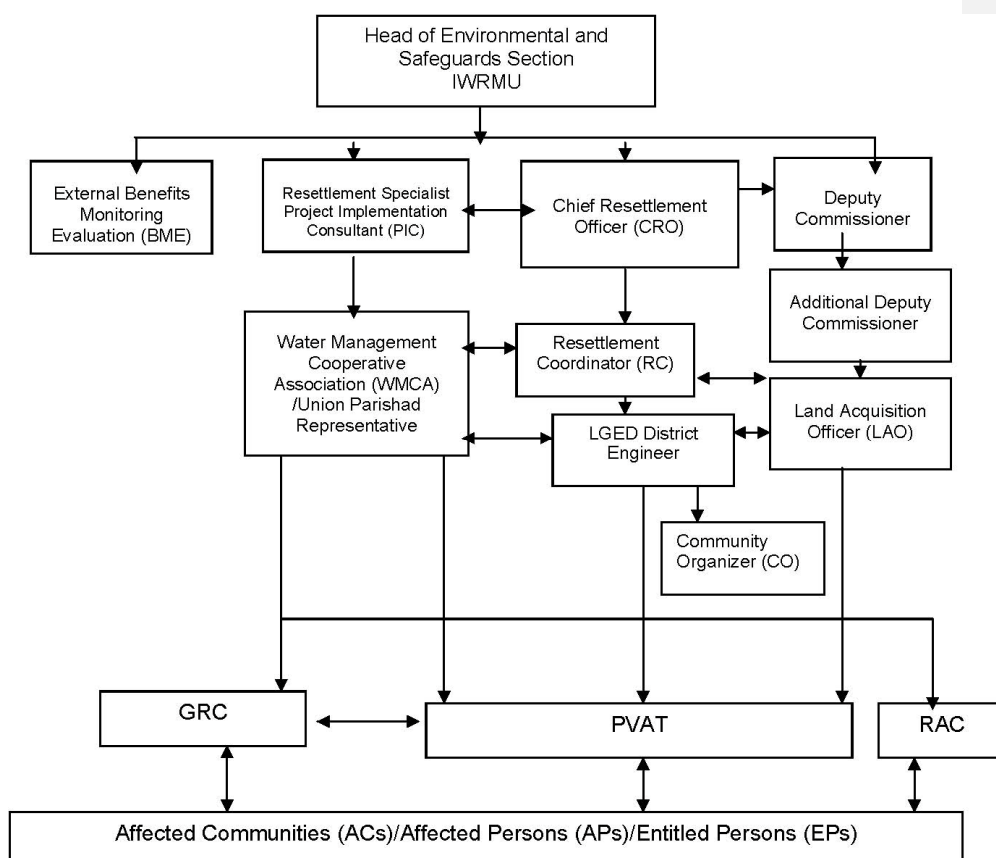 Head of Environmental and
Safeguards Section
IWRMU
External Benefits
Monitoring
Evaluation (BME)
Resettlement Specialist
Project Implementation
Consultant (PIC)
Chief Resettlement
Officer (CRO)
Deputy
Commissioner
Additional Deputy
Commissioner
Water Management
Cooperative
Association (WMCA)
/Union Parishad
Representative
Resettlement
Coordinator (RC)
Land Acquisition
Officer (LAO)
LGED District
Engineer
Community
Organizer (CO)
GRC
PVAT
RAC
Affected Communities (ACs)/Affected Persons (APs)/Entitled Persons (EPs)